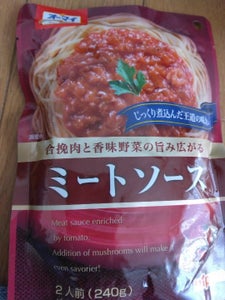 オーマイ
じっくり煮込んだ王道の味わい
合挽肉と香味野菜の旨み広がる
ミートソース
Meat sauce enriched
by tomato.
Addition of mushrooms will make it
even savorier!
2人前(240g)